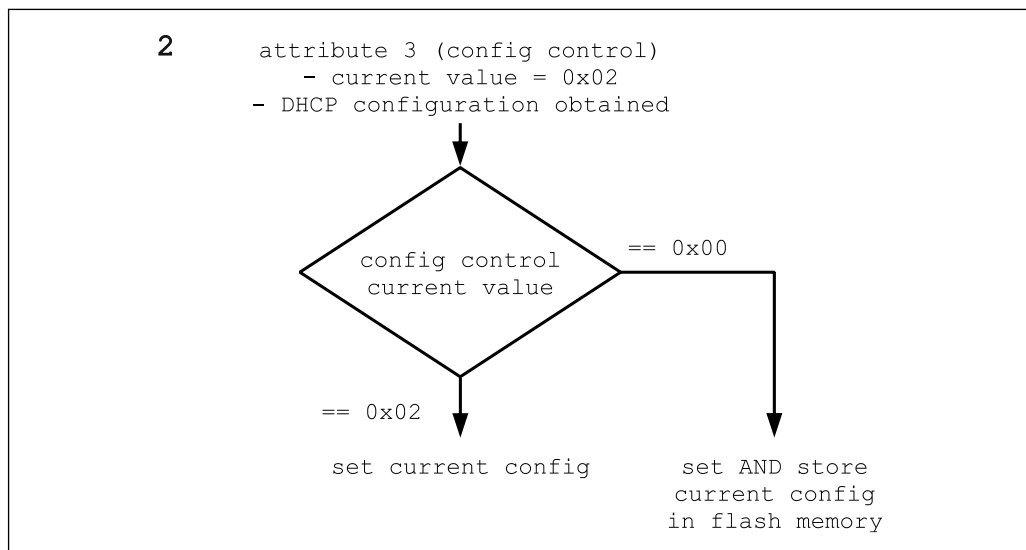 2
attribute 3 (config control)
- current value = 0x02
- DHCP configuration obtained
config control
current value
== 0x00
== 0x02
set current config
set AND store
current config
in flash memory